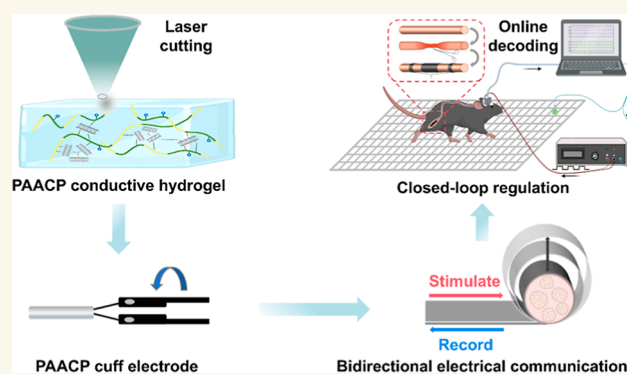 Laser
cutting
PAACP conductive hydrogel
Online
decoding
Closed-loop regulation
PAACP cuff electrode
Stimulate
Record
Bidirectional electrical communication